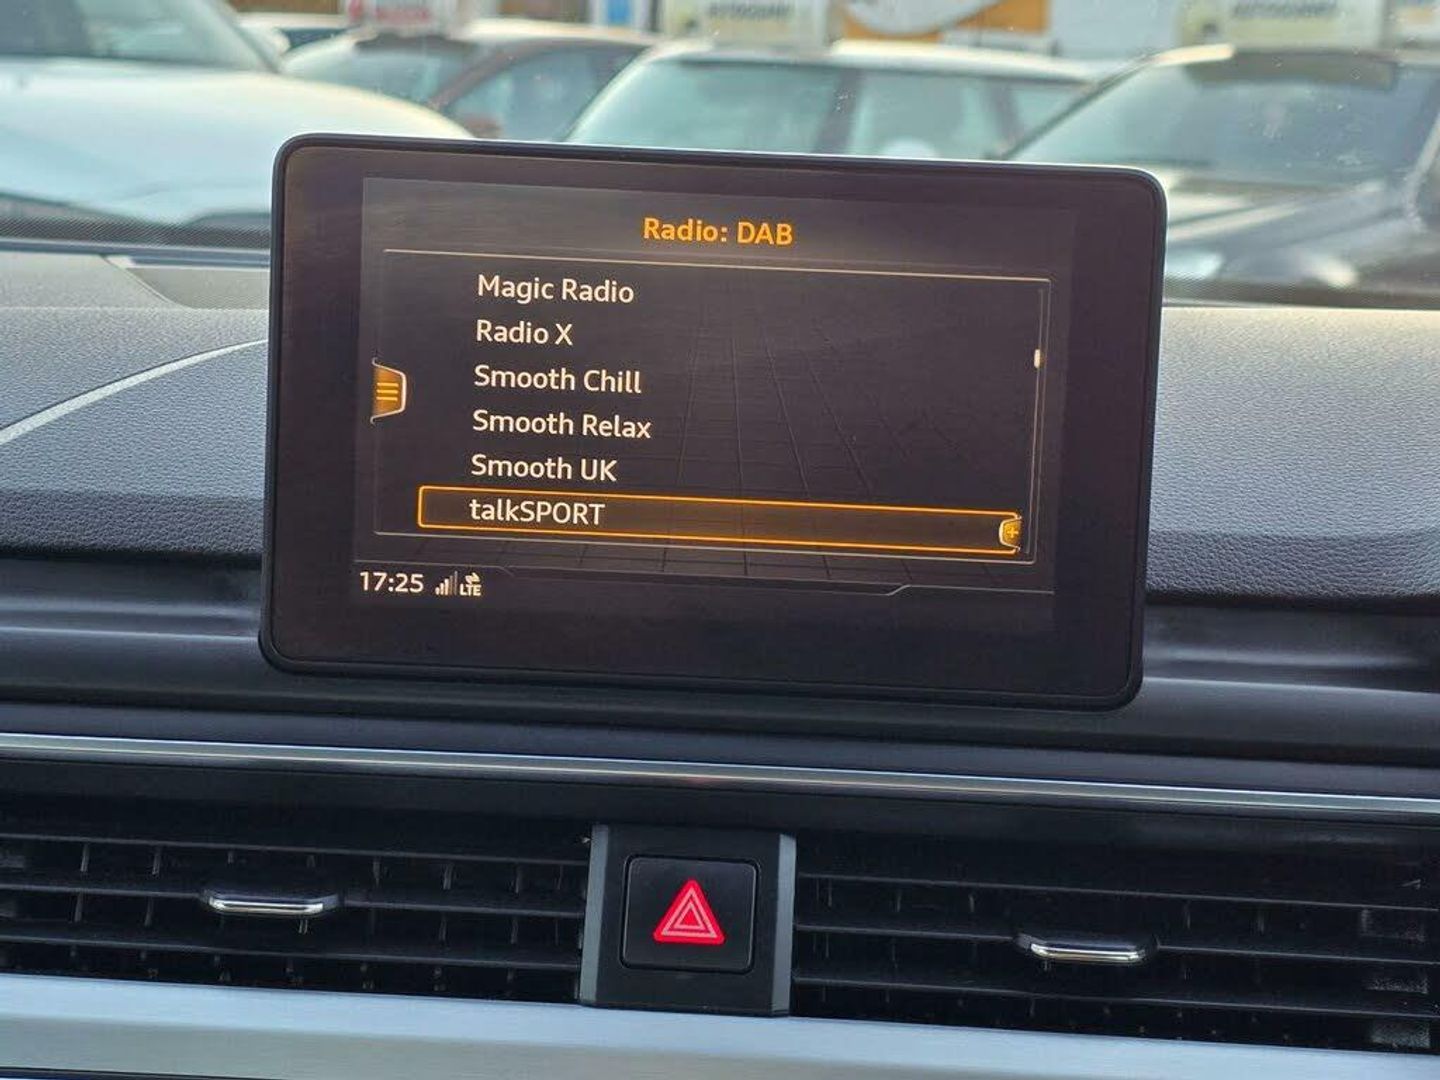 Radio: DAB
Magic Radio
Radio X
Smooth Chill
Smooth Relax
Smooth UK
talkSPORT
17:25 LTE